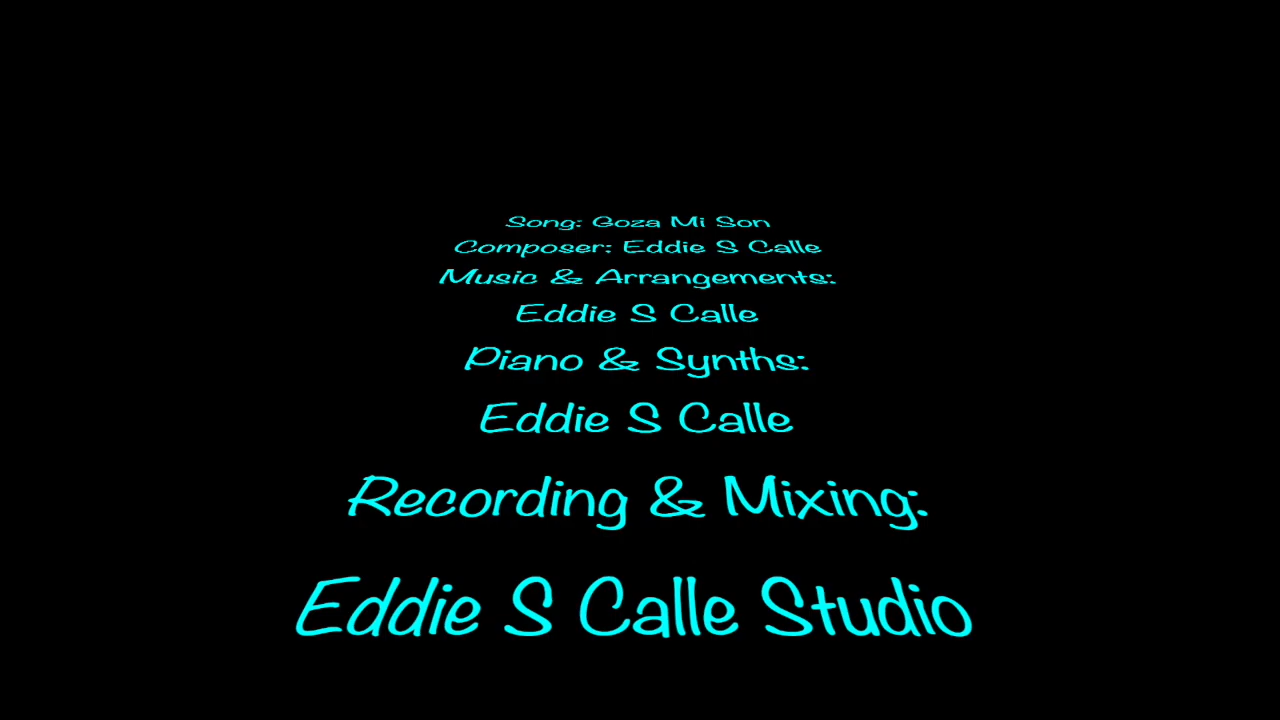 Song: Goza Mi Son
Composer: Eddie S Calle
Music & Arrangements:
Eddie S Calle
Piano & Synths:
Eddie S Calle
Recording & Mixing:
Eddie S Calle Studio